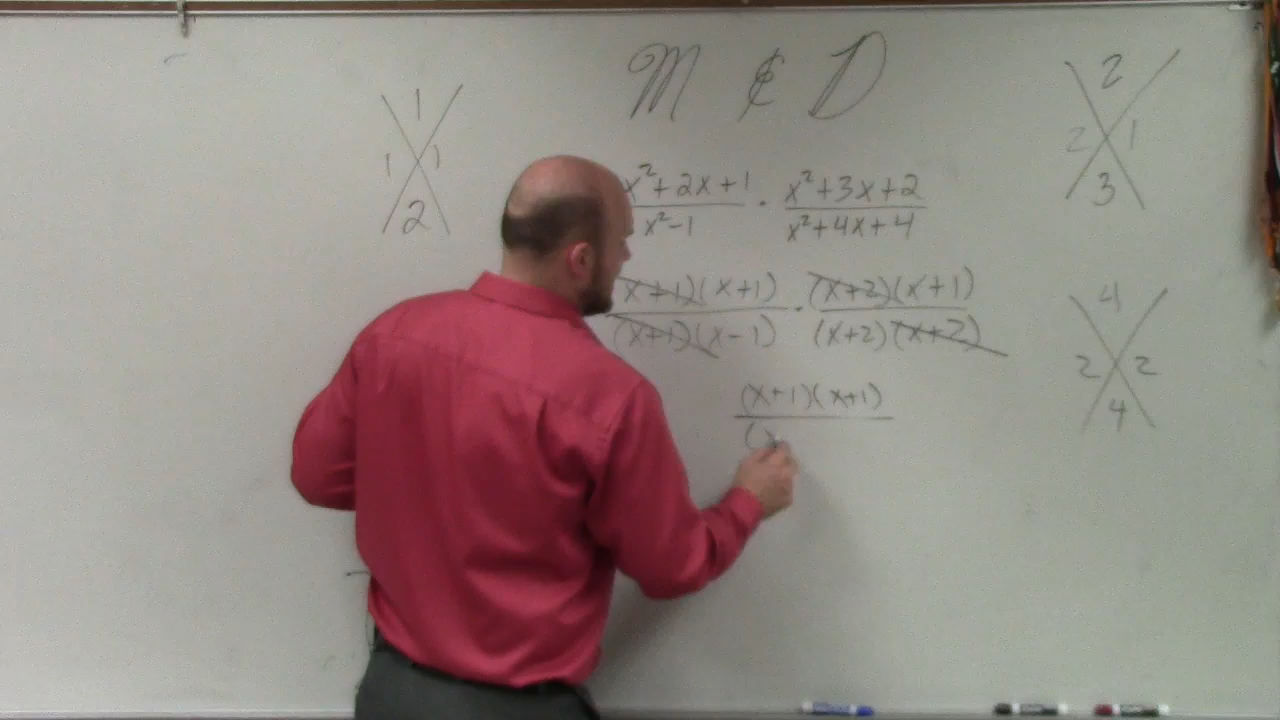 M & D
1
1 1
2
x²+2x+1 / x²-1 · x²+3x+2 / x²+4x+4
(x+1)(x+1) / (x+1)(x-1) · (x+2)(x+1) / (x+2)(x+2)
(x+1)(x+1) / (x
2
2 1
3
4
2 2
4